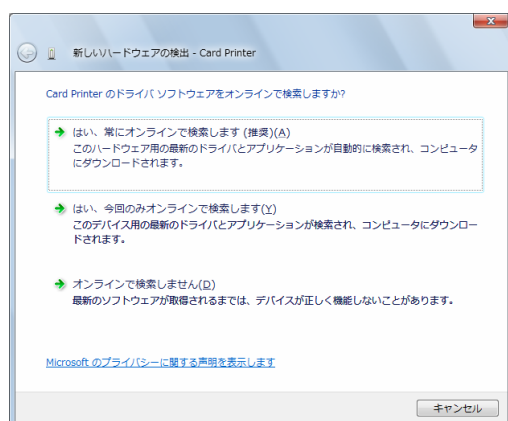 新しいハードウェアの検出 - Card Printer
Card Printer のドライバ ソフトウェアをオンラインで検索しますか?
はい、常にオンラインで検索します (推奨)(A)
このハードウェア用の最新のドライバとアプリケーションが自動的に検索され、コンピュータ
にダウンロードされます。
はい、今回のみオンラインで検索します(Y)
このデバイス用の最新のドライバとアプリケーションが検索され、コンピュータにダウンロー
ドされます。
オンラインで検索しません(D)
最新のソフトウェアが取得されるまでは、デバイスが正しく機能しないことがあります。
Microsoft のプライバシーに関する声明を表示します
キャンセル